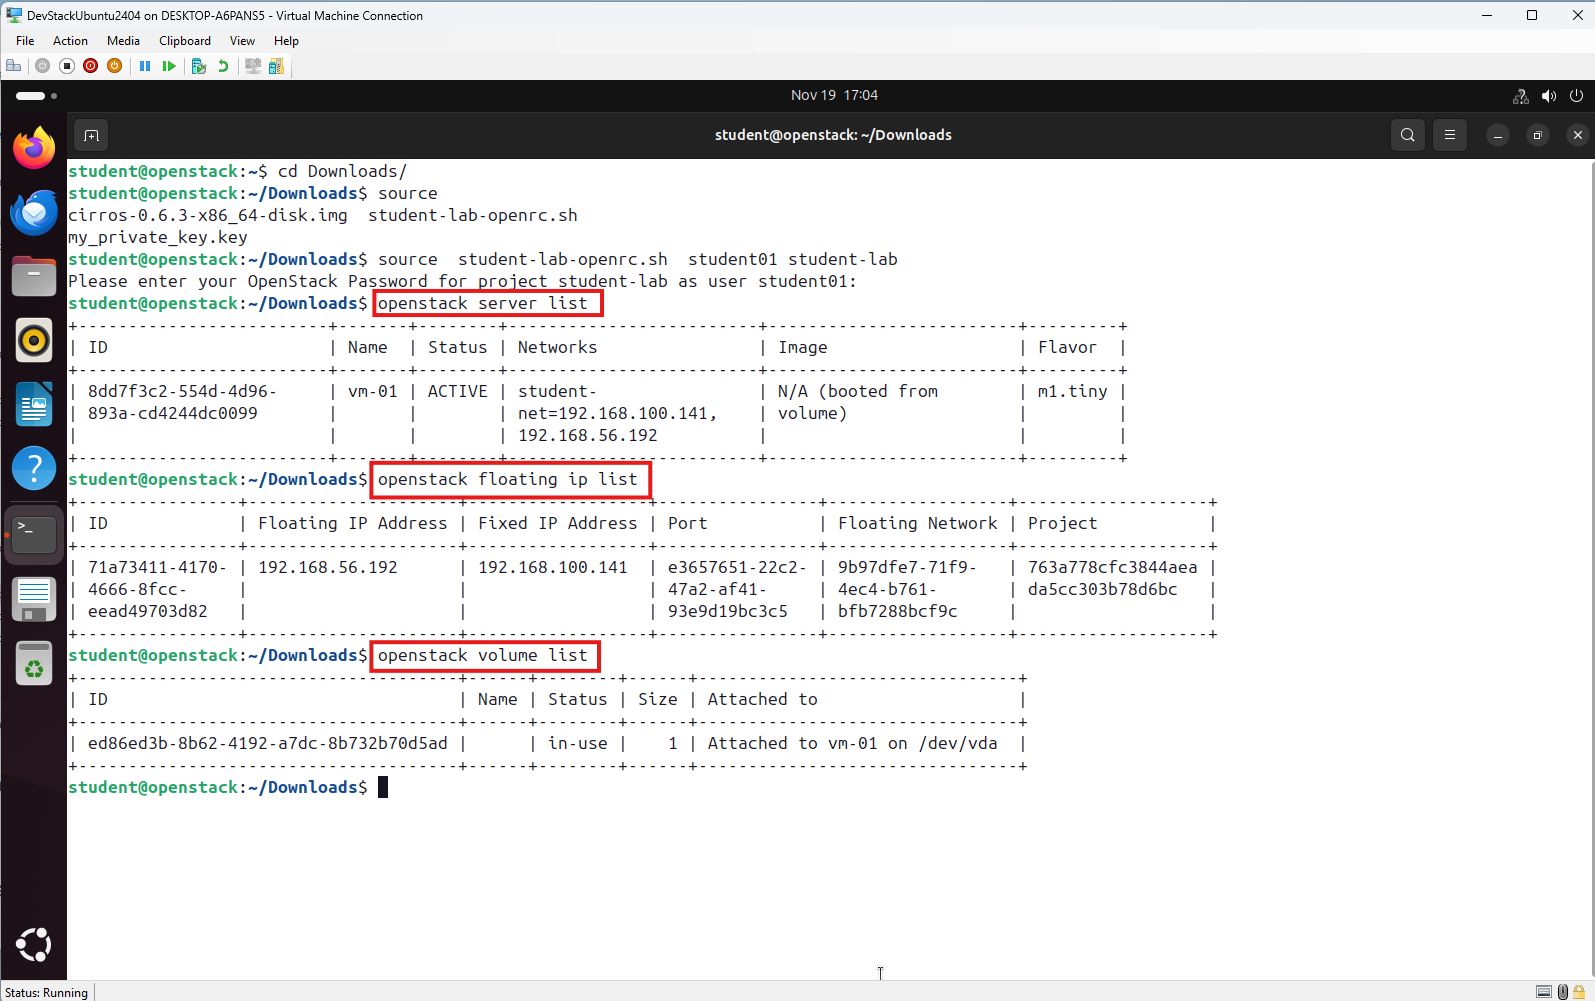 DevStackUbuntu2404 on DESKTOP-A6PANS5 - Virtual Machine Connection
File Action Media Clipboard View Help
Nov 19 17:04
student@openstack: ~/Downloads
student@openstack:~$ cd Downloads/
student@openstack:~/Downloads$ source
cirros-0.6.3-x86_64-disk.img  student-lab-openrc.sh
my_private_key.key
student@openstack:~/Downloads$ source  student-lab-openrc.sh  student01 student-lab
Please enter your OpenStack Password for project student-lab as user student01:
student@openstack:~/Downloads$ openstack server list
+--------------------------+-------+--------+-------------------------+-------------------------+---------+
| ID                       | Name  | Status | Networks                | Image                   | Flavor  |
+--------------------------+-------+--------+-------------------------+-------------------------+---------+
| 8dd7f3c2-554d-4d96-      | vm-01 | ACTIVE | student-                | N/A (booted from        | m1.tiny |
| 893a-cd4244dc0099        |       |        | net=192.168.100.141,    | volume)                 |         |
|                          |       |        | 192.168.56.192          |                         |         |
+--------------------------+-------+--------+-------------------------+-------------------------+---------+
student@openstack:~/Downloads$ openstack floating ip list
+----------------+---------------------+------------------+----------------+------------------+-------------------+
| ID             | Floating IP Address | Fixed IP Address | Port           | Floating Network | Project           |
+----------------+---------------------+------------------+----------------+------------------+-------------------+
| 71a73411-4170- | 192.168.56.192      | 192.168.100.141  | e3657651-22c2- | 9b97dfe7-71f9-   | 763a778cfc3844aea |
| 4666-8fcc-     |                     |                  | 47a2-af41-     | 4ec4-b761-       | da5cc303b78d6bc   |
| eead49703d82   |                     |                  | 93e9d19bc3c5   | bfb7288bcf9c     |                   |
+----------------+---------------------+------------------+----------------+------------------+-------------------+
student@openstack:~/Downloads$ openstack volume list
+--------------------------------------+------+--------+------+--------------------------------+
| ID                                   | Name | Status | Size | Attached to                    |
+--------------------------------------+------+--------+------+--------------------------------+
| ed86ed3b-8b62-4192-a7dc-8b732b70d5ad |      | in-use |    1 | Attached to vm-01 on /dev/vda  |
+--------------------------------------+------+--------+------+--------------------------------+
student@openstack:~/Downloads$
Status: Running